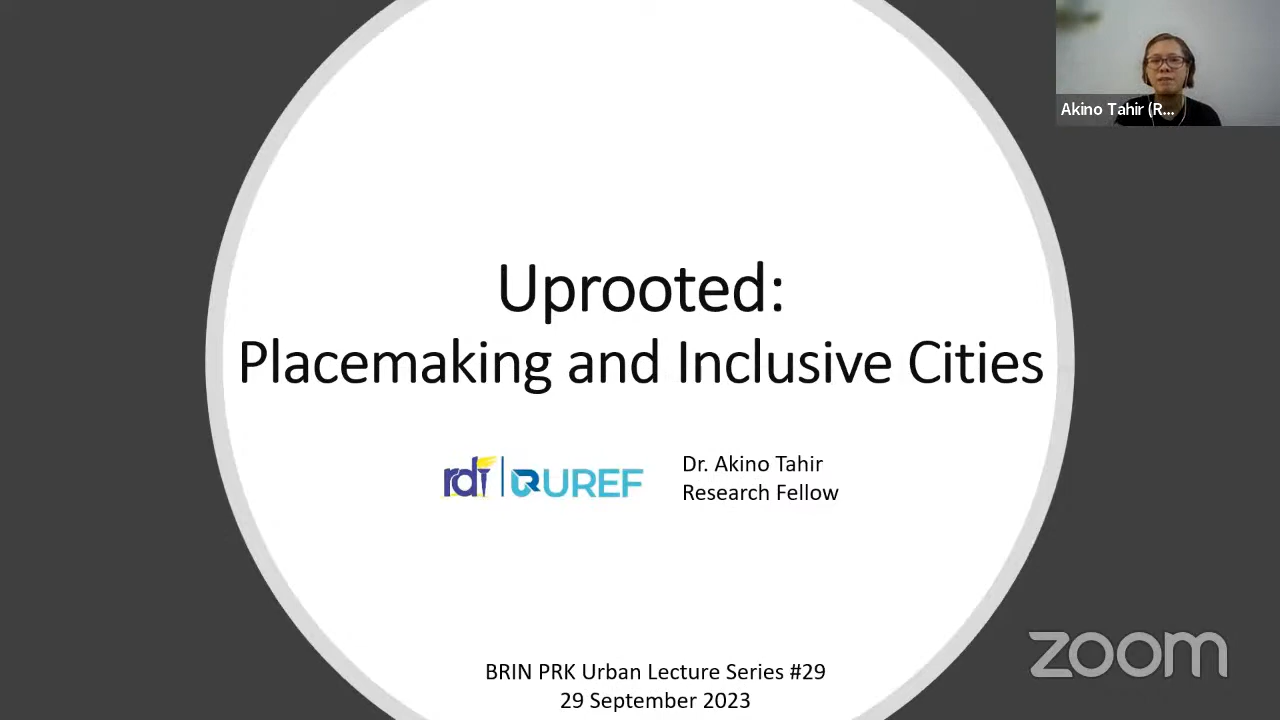 Akino Tahir (R...
Uprooted:
Placemaking and Inclusive Cities
rdi UREF
Dr. Akino Tahir
Research Fellow
zoom
BRIN PRK Urban Lecture Series #29
29 September 2023